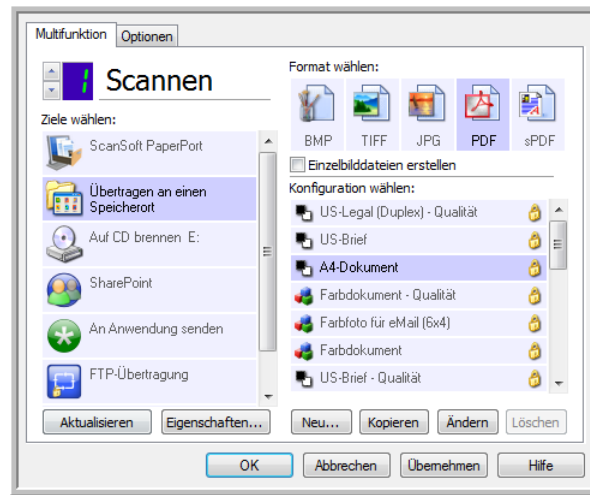 Multifunktion
Optionen
1 Scannen
Ziele wählen:
ScanSoft PaperPort
Übertragen an einen
Speicherort
Auf CD brennen E:
SharePoint
An Anwendung senden
FTP-Übertragung
Aktualisieren
Eigenschaften...
Format wählen:
BMP
TIFF
JPG
PDF
sPDF
Einzelbilddateien erstellen
Konfiguration wählen:
US-Legal (Duplex) - Qualität
US-Brief
A4-Dokument
Farbdokument - Qualität
Farbfoto für eMail (6x4)
Farbdokument
US-Brief - Qualität
Neu...
Kopieren
Ändern
Löschen
OK
Abbrechen
Übernehmen
Hilfe